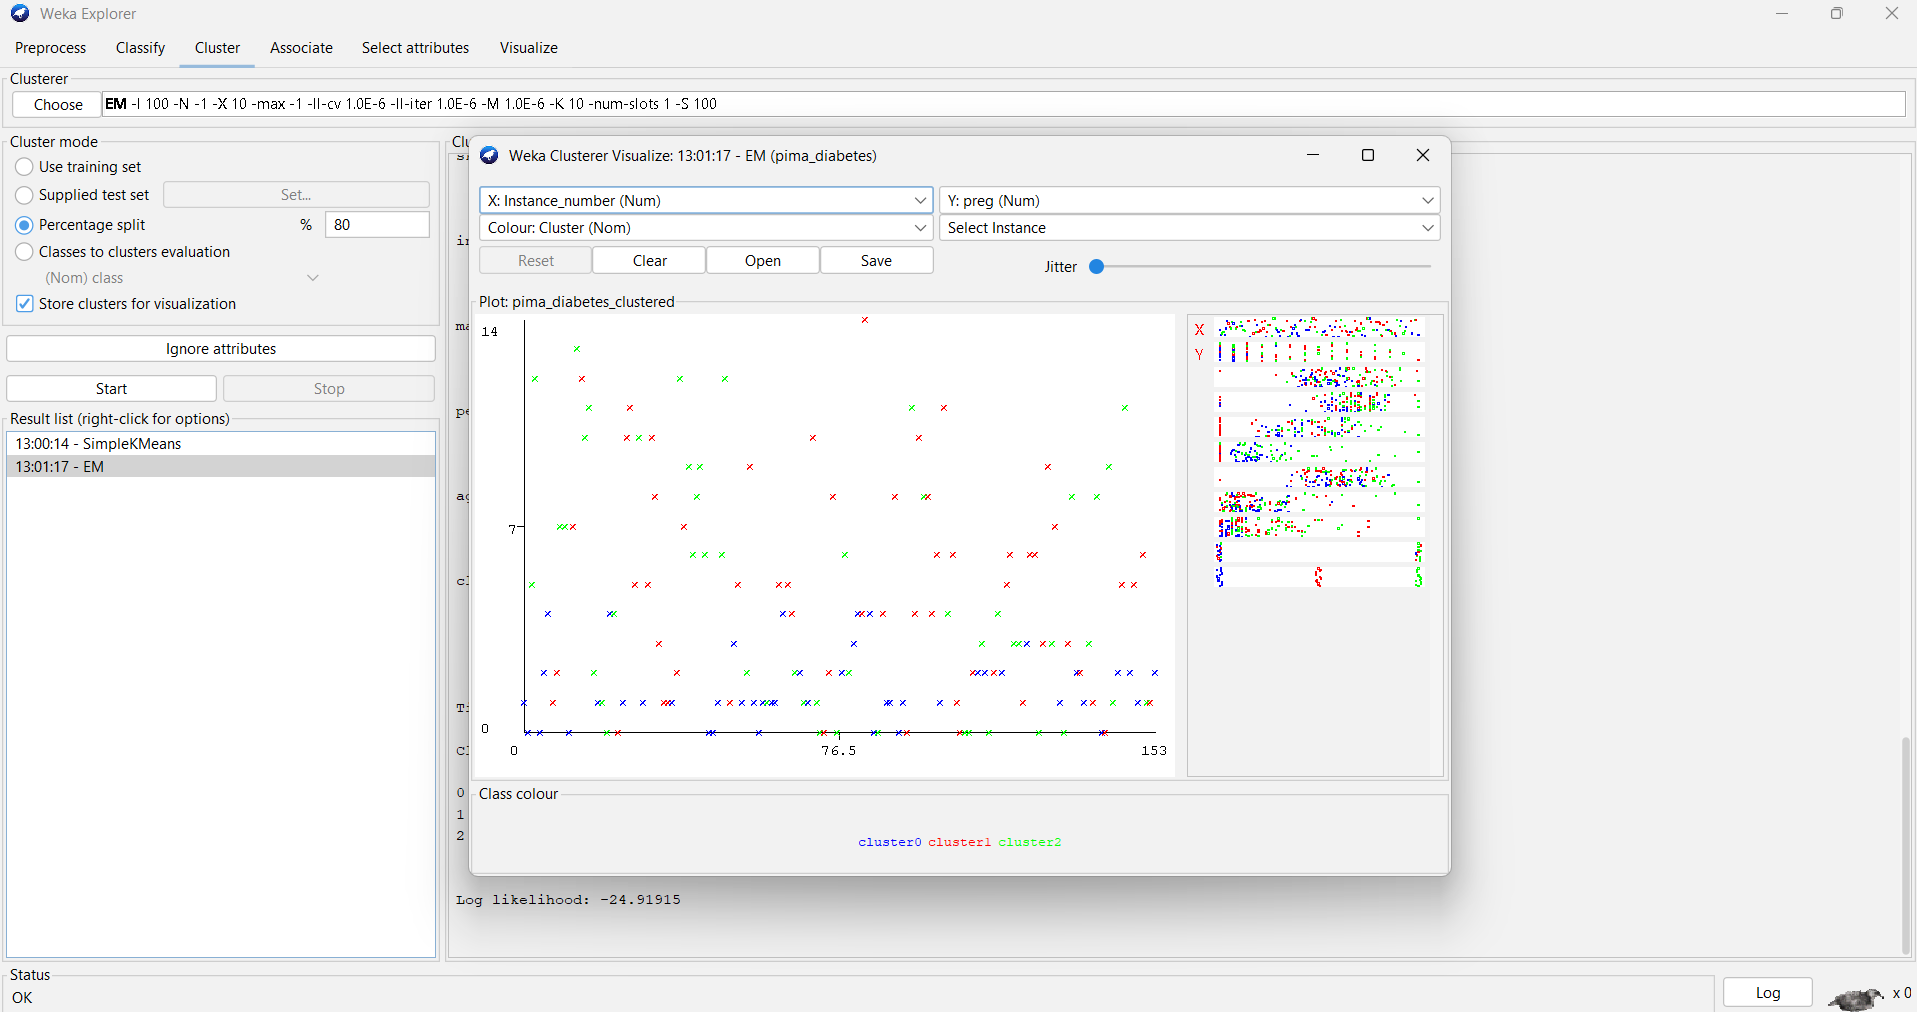 Weka Explorer
Preprocess Classify Cluster Associate Select attributes Visualize
Clusterer
Choose EM -I 100 -N -1 -X 10 -max -1 -ll-cv 1.0E-6 -ll-iter 1.0E-6 -M 1.0E-6 -K 10 -num-slots 1 -S 100
Cluster mode
Use training set
Supplied test set Set...
Percentage split % 80
Classes to clusters evaluation
(Nom) class
Store clusters for visualization
Ignore attributes
Start Stop
Result list (right-click for options)
13:00:14 - SimpleKMeans
13:01:17 - EM
Weka Clusterer Visualize: 13:01:17 - EM (pima_diabetes)
X: Instance_number (Num) Y: preg (Num)
Colour: Cluster (Nom) Select Instance
Reset Clear Open Save Jitter
Plot: pima_diabetes_clustered
14
7
0
0 76.5 153
X
Y
Class colour
cluster0 cluster1 cluster2
0
1
2
Log likelihood: -24.91915
Status
OK
Log x 0